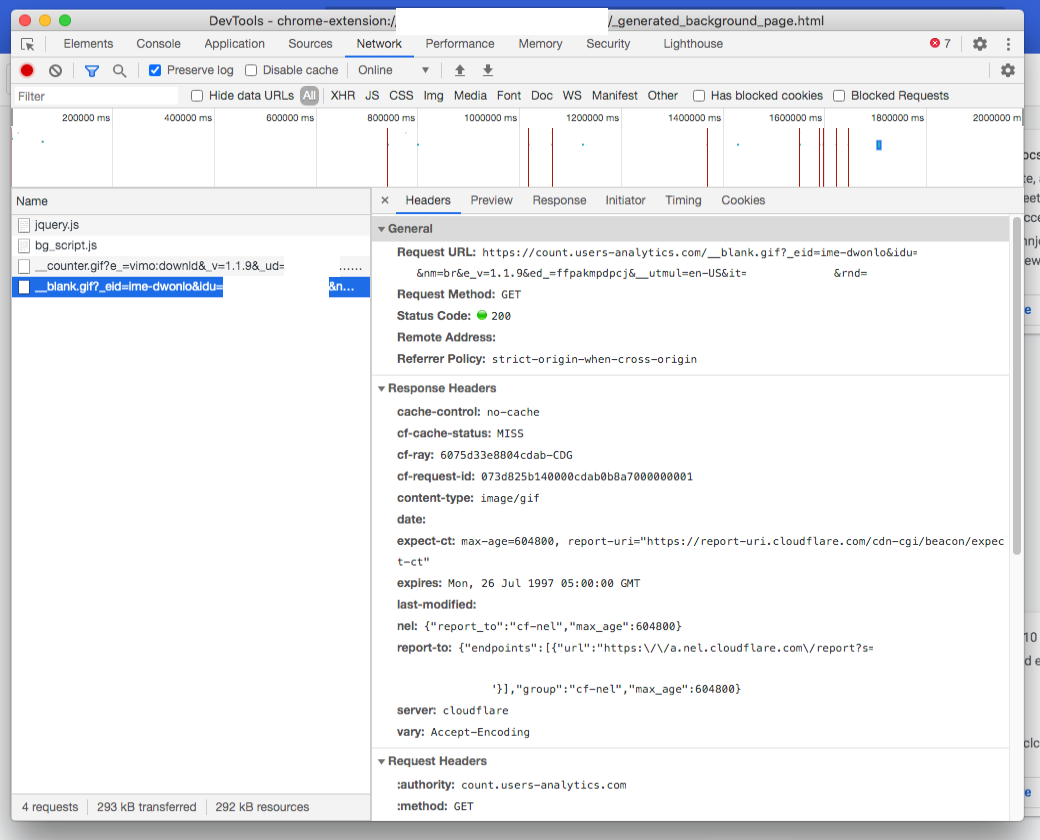 DevTools - chrome-extension:/ /_generated_background_page.html
Elements Console Application Sources Network Performance Memory Security Lighthouse 7
Preserve log Disable cache Online
Filter Hide data URLs All XHR JS CSS Img Media Font Doc WS Manifest Other Has blocked cookies Blocked Requests
200000 ms 400000 ms 600000 ms 800000 ms 1000000 ms 1200000 ms 1400000 ms 1600000 ms 1800000 ms 2000000 m
Name
jquery.js
bg_script.js
__counter.gif?e_=vimo:downld&_v=1.1.9&_ud= ......
__blank.gif?_eid=ime-dwonlo&idu= &n...
4 requests 293 kB transferred 292 kB resources
× Headers Preview Response Initiator Timing Cookies
General
Request URL: https://count.users-analytics.com/__blank.gif?_eid=ime-dwonlo&idu=
&nm=br&e_v=1.1.9&ed_=ffpakmpdpcj&__utmul=en-US&it= &rnd=
Request Method: GET
Status Code: 200
Remote Address:
Referrer Policy: strict-origin-when-cross-origin
Response Headers
cache-control: no-cache
cf-cache-status: MISS
cf-ray: 6075d33e8804cdab-CDG
cf-request-id: 073d825b140000cdab0b8a7000000001
content-type: image/gif
date:
expect-ct: max-age=604800, report-uri="https://report-uri.cloudflare.com/cdn-cgi/beacon/expec
t-ct"
expires: Mon, 26 Jul 1997 05:00:00 GMT
last-modified:
nel: {"report_to":"cf-nel","max_age":604800}
report-to: {"endpoints":[{"url":"https:\/\/a.nel.cloudflare.com\/report?s=
'}],"group":"cf-nel","max_age":604800}
server: cloudflare
vary: Accept-Encoding
Request Headers
:authority: count.users-analytics.com
:method: GET